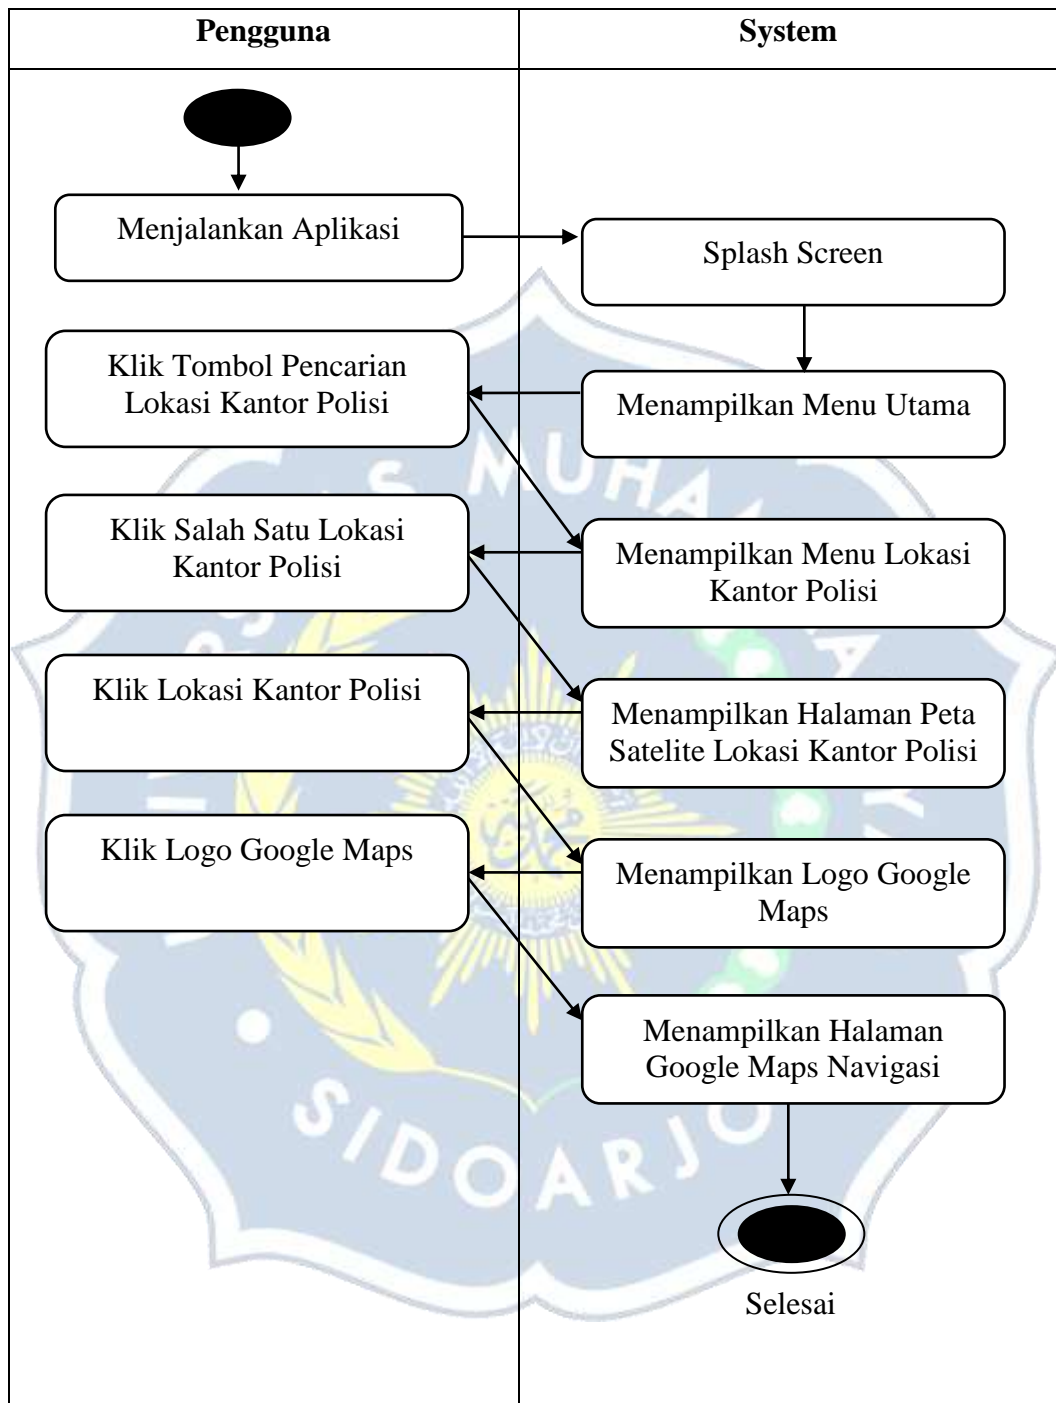 Pengguna
System
Menjalankan Aplikasi
Splash Screen
Klik Tombol Pencarian
Lokasi Kantor Polisi
Menampilkan Menu Utama
Klik Salah Satu Lokasi
Kantor Polisi
Menampilkan Menu Lokasi
Kantor Polisi
Klik Lokasi Kantor Polisi
Menampilkan Halaman Peta
Satelite Lokasi Kantor Polisi
Klik Logo Google Maps
Menampilkan Logo Google
Maps
Menampilkan Halaman
Google Maps Navigasi
Selesai
SIDOARJO